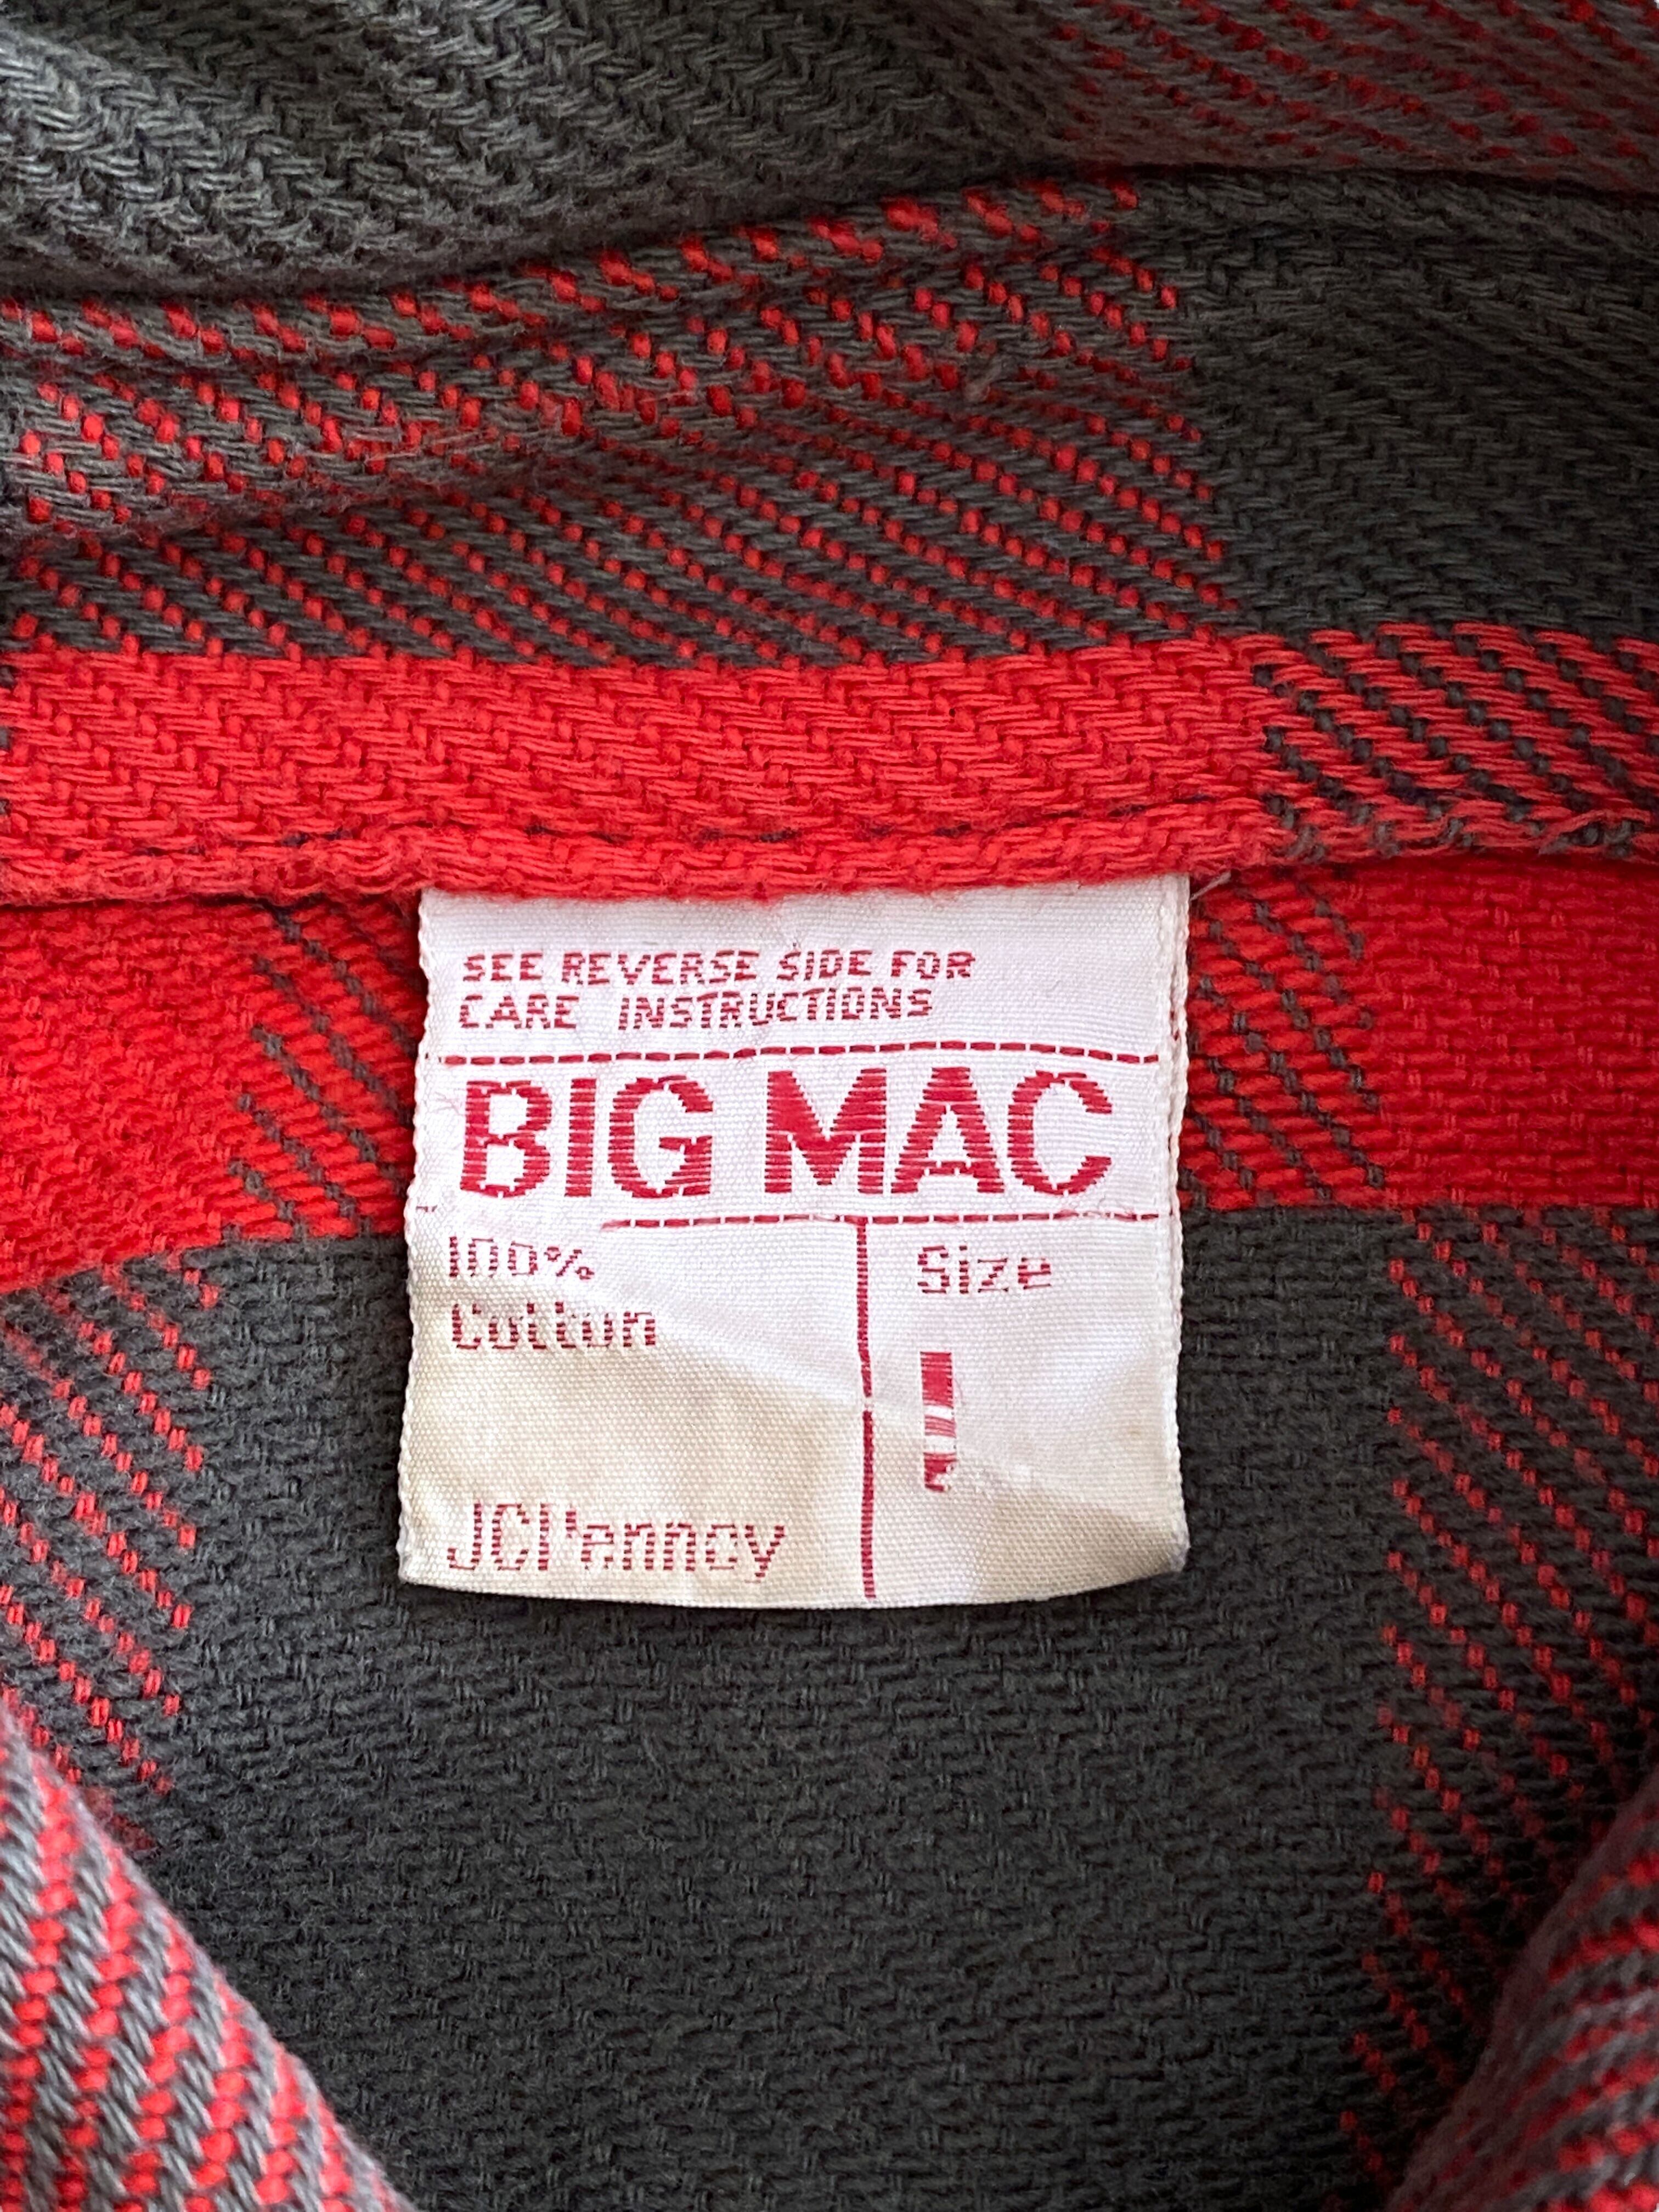 SEE REVERSE SIDE FOR
CARE INSTRUCTIONS
BIG MAC
100%
Cotton
Size
JCPenney